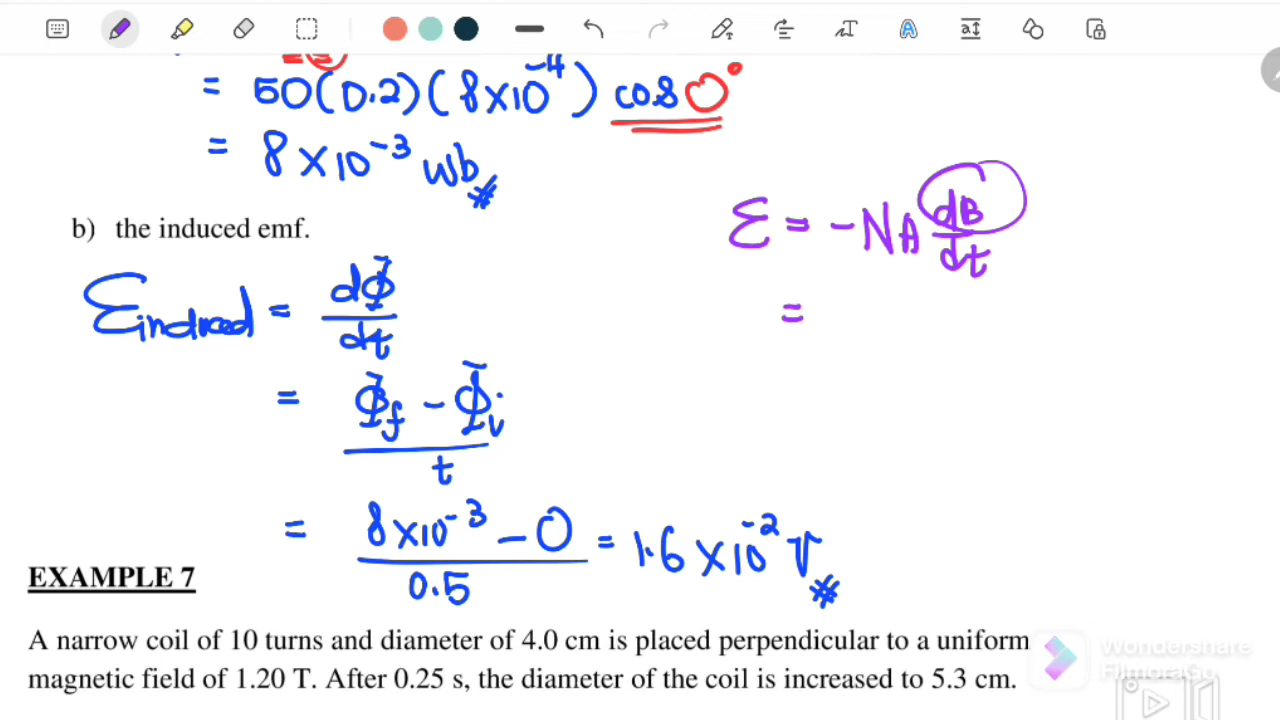 = 50(0.2)(8×10⁻⁴) cos 0°
= 8×10⁻³ Wb #
b) the induced emf.
Ɛinduced = dΦ/dt
= Φf - Φi / t
= 8×10⁻³ - 0 / 0.5 = 1.6×10⁻² V #
Ɛ = -NA dB/dt
=
EXAMPLE 7
A narrow coil of 10 turns and diameter of 4.0 cm is placed perpendicular to a uniform
magnetic field of 1.20 T. After 0.25 s, the diameter of the coil is increased to 5.3 cm.
Wondershare
FilmoraGo